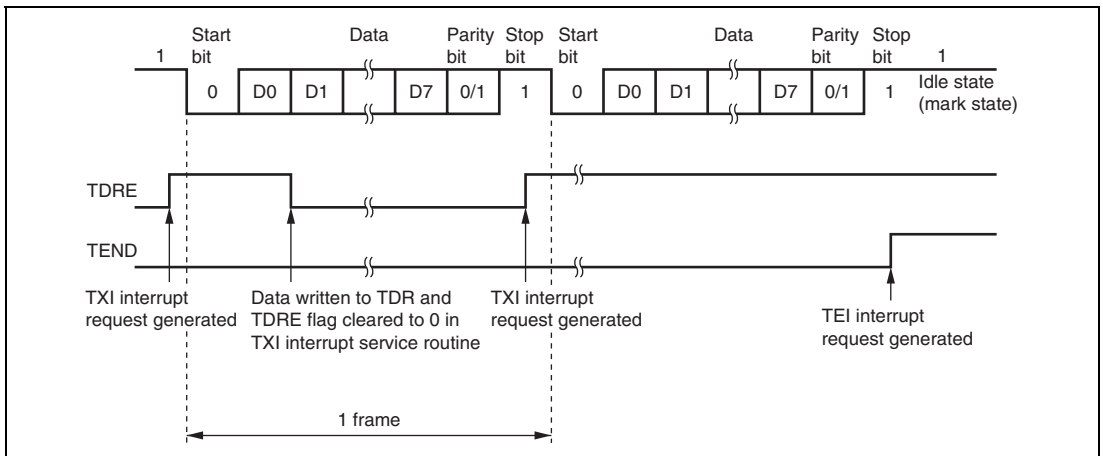 Start Data Parity Stop Start Data Parity Stop
1 bit bit bit bit bit bit 1
0 D0 D1 D7 0/1 1 0 D0 D1 D7 0/1 1 Idle state
(mark state)
TDRE
TEND
TXI interrupt
request generated
Data written to TDR and
TDRE flag cleared to 0 in
TXI interrupt service routine
TXI interrupt
request generated
TEI interrupt
request generated
1 frame